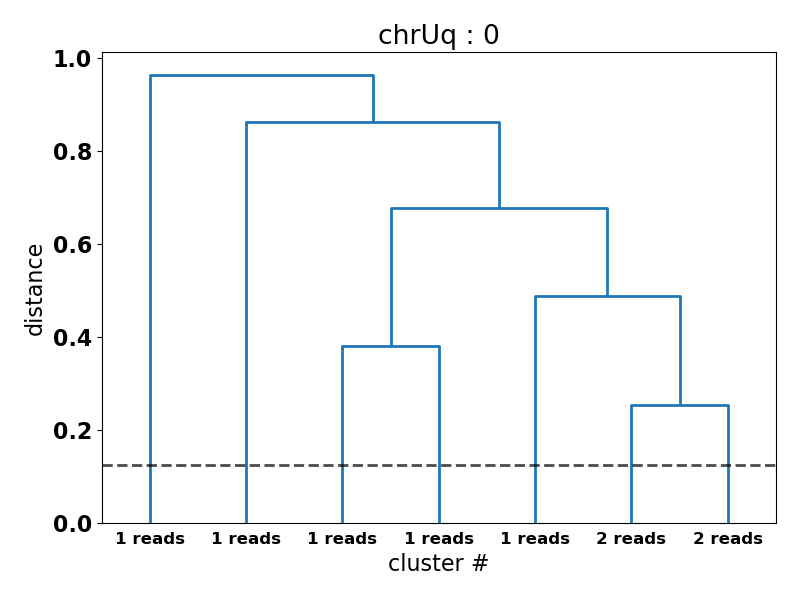 chrUq : 0
1.0
0.8
0.6
0.4
0.2
0.0
distance
1 reads 1 reads 1 reads 1 reads 1 reads 2 reads 2 reads
cluster #